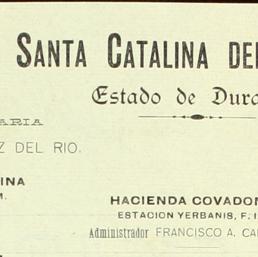 SANTA CATALINA DEL
Estado de Dura
ARIA
Z DEL RIO.
INA
M.
HACIENDA COVADON
ESTACION YERBANIS, F. I
Administrador FRANCISCO A. CA